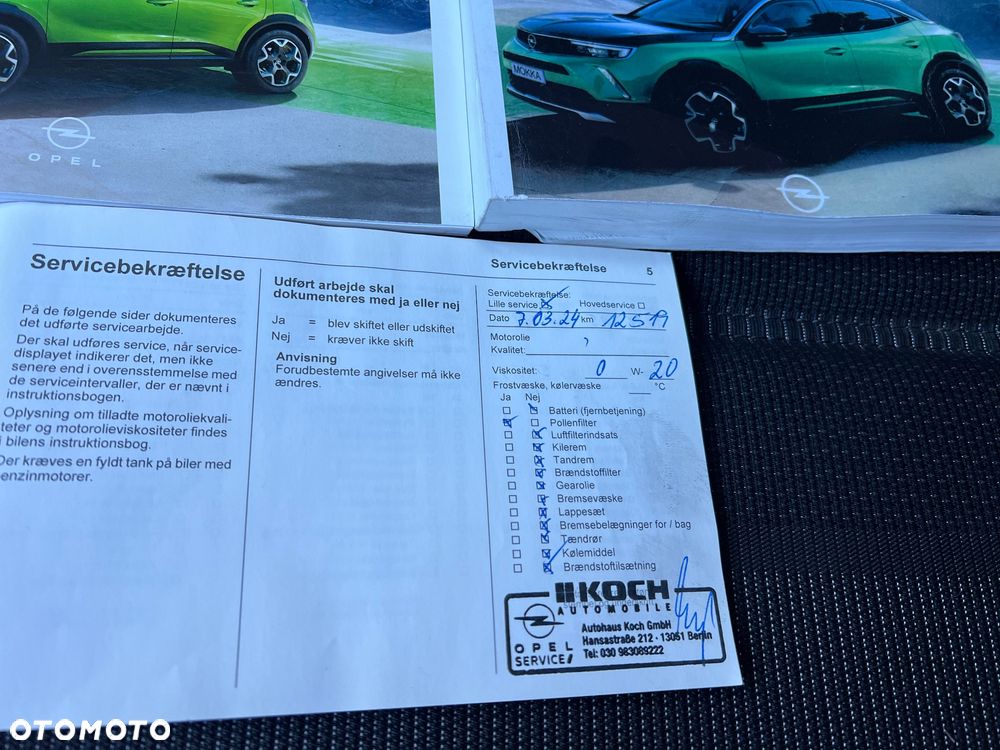 OPEL
MOKKA
Servicebekræftelse
På de følgende sider dokumenteres
det udførte servicearbejde.
Der skal udføres service, når service-
displayet indikerer det, men ikke
senere end i overensstemmelse med
de serviceintervaller, der er nævnt i
instruktionsbogen.
Oplysning om tilladte motoroliekvali-
teter og motorolieviskositeter findes
i bilens instruktionsbog.
Der kræves en fyldt tank på biler med
benzinmotorer.
Udført arbejde skal
dokumenteres med ja eller nej
Ja = blev skiftet eller udskiftet
Nej = kræver ikke skift
Anvisning
Forudbestemte angivelser må ikke
ændres.
Servicebekræftelse 5
Servicebekræftelse:
Lille service Hovedservice
Dato 7.03.24 km 12511
Motorolie
Kvalitet:
Viskositet: 0 W- 20
Frostvæske, kølervæske °C
Ja Nej
Batteri (fjernbetjening)
Pollenfilter
Luftfilterindsats
Kilerem
Tandrem
Brændstoffilter
Gearolie
Bremsevæske
Lappesæt
Bremsebelægninger for / bag
Tændrør
Kølemiddel
Brændstoftilsætning
KOCH
AUTOMOBILE
Autohaus Koch GmbH
Hansastraße 212 · 13051 Berlin
Tel: 030 983089222
OPEL
SERVICE
OTOMOTO